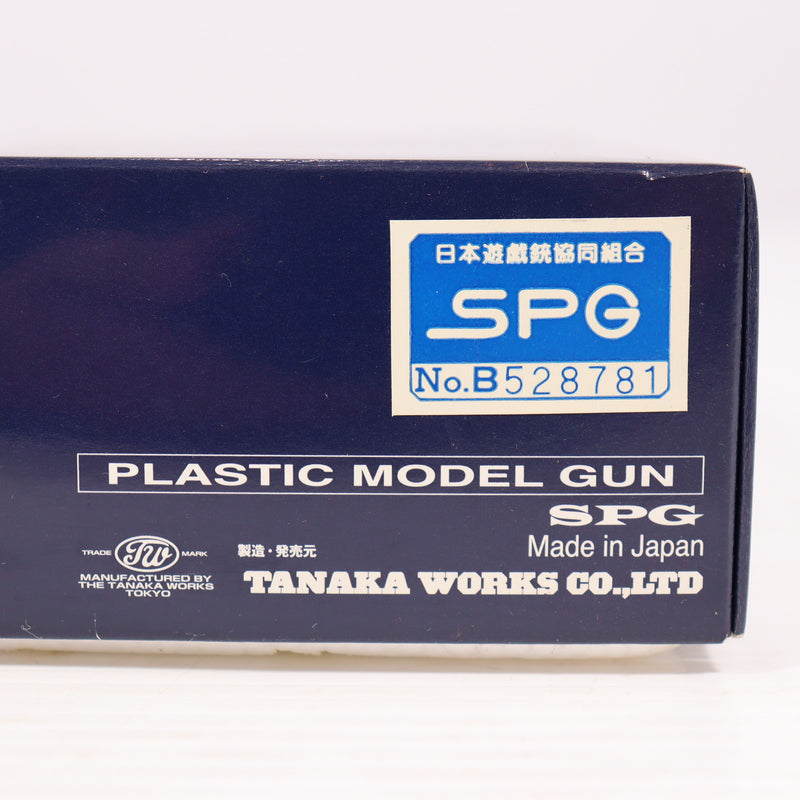 日本遊戯銃協同組合
SPG
No.B528781
PLASTIC MODEL GUN
SPG
Made in Japan
TRADE TW MARK
MANUFACTURED BY
THE TANAKA WORKS
TOKYO
製造・発売元
TANAKA WORKS CO.,LTD